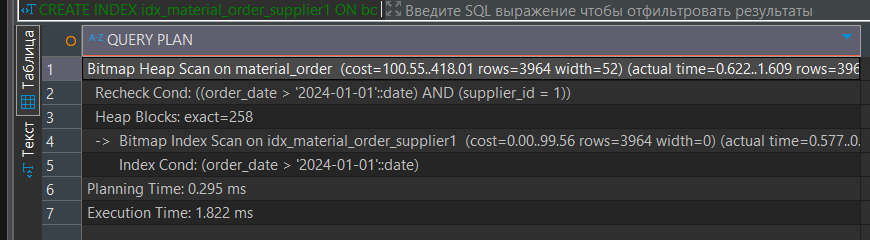 CREATE INDEX idx_material_order_supplier1 ON bc
Введите SQL выражение чтобы отфильтровать результаты
Таблица
Текст
A-Z QUERY PLAN
1 Bitmap Heap Scan on material_order (cost=100.55..418.01 rows=3964 width=52) (actual time=0.622..1.609 rows=396
2 Recheck Cond: ((order_date > '2024-01-01'::date) AND (supplier_id = 1))
3 Heap Blocks: exact=258
4 -> Bitmap Index Scan on idx_material_order_supplier1 (cost=0.00..99.56 rows=3964 width=0) (actual time=0.577..0.
5 Index Cond: (order_date > '2024-01-01'::date)
6 Planning Time: 0.295 ms
7 Execution Time: 1.822 ms